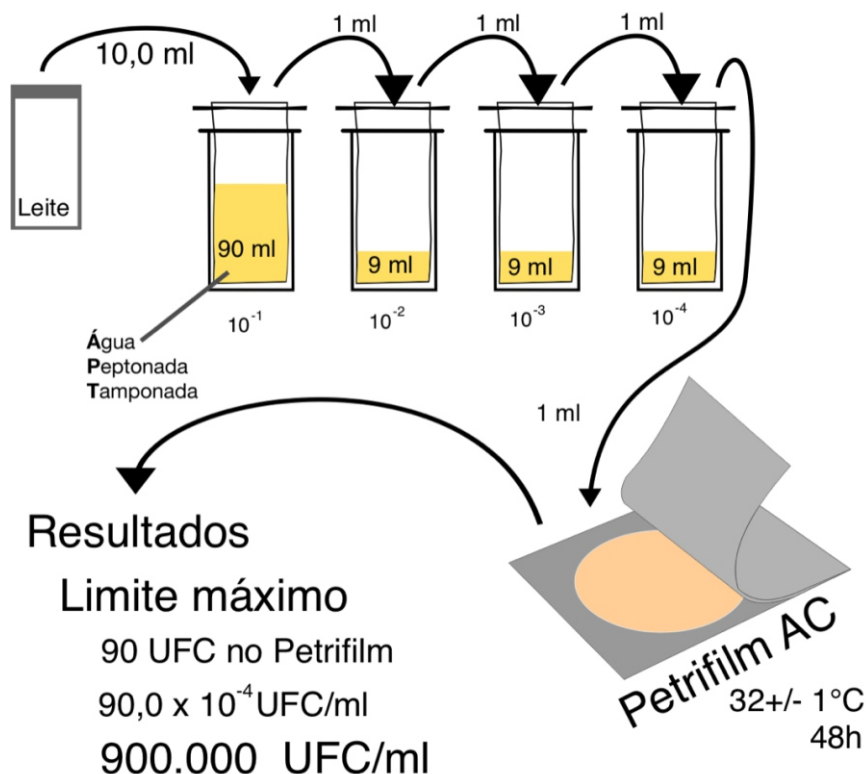 10,0 ml
1 ml
1 ml
1 ml
Leite
90 ml
9 ml
9 ml
9 ml
10⁻¹
10⁻²
10⁻³
10⁻⁴
Água
Peptonada
Tamponada
1 ml
Petrifilm AC
32+/- 1°C
48h
Resultados
Limite máximo
90 UFC no Petrifilm
90,0 x 10⁻⁴ UFC/ml
900.000 UFC/ml